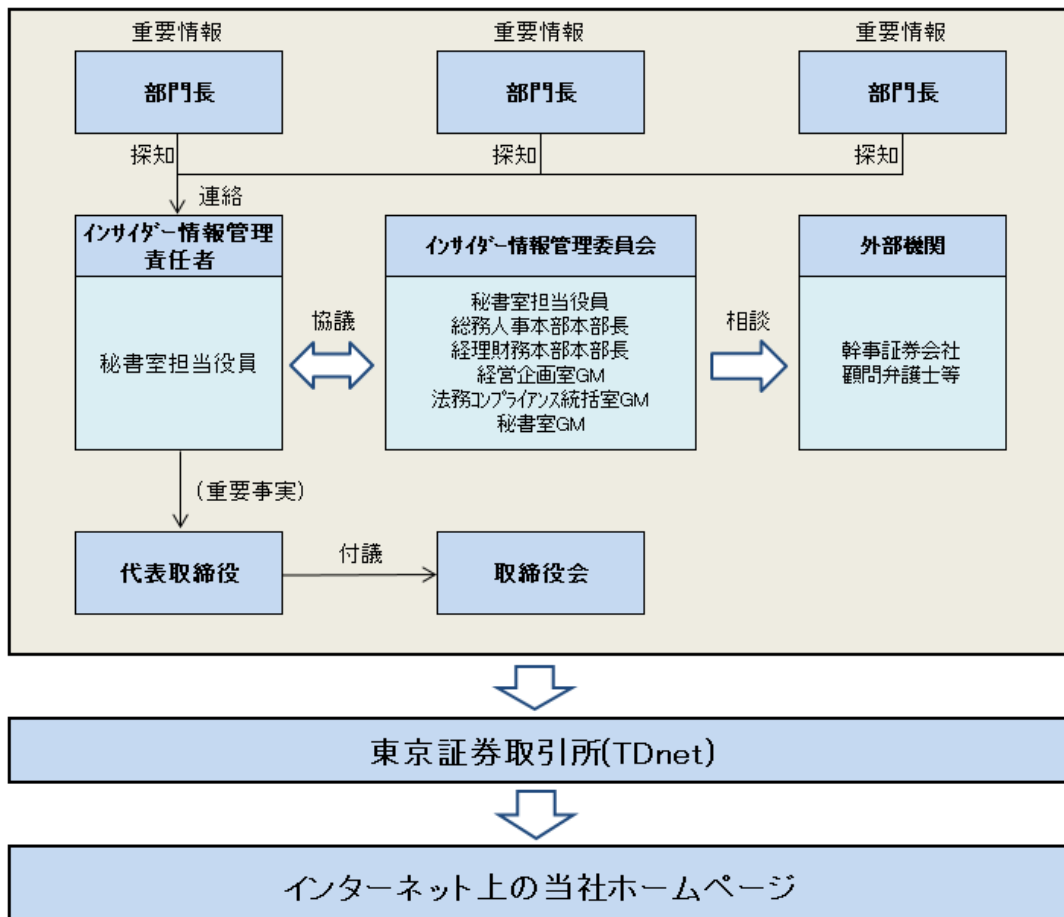 重要情報
重要情報
重要情報
部門長
部門長
部門長
探知
探知
探知
連絡
インサイダー情報管理
責任者
秘書室担当役員
協議
インサイダー情報管理委員会
秘書室担当役員
総務人事本部本部長
経理財務本部本部長
経営企画室GM
法務コンプライアンス統括室GM
秘書室GM
相談
外部機関
幹事証券会社
顧問弁護士等
(重要事実)
代表取締役
付議
取締役会
東京証券取引所(TDnet)
インターネット上の当社ホームページ